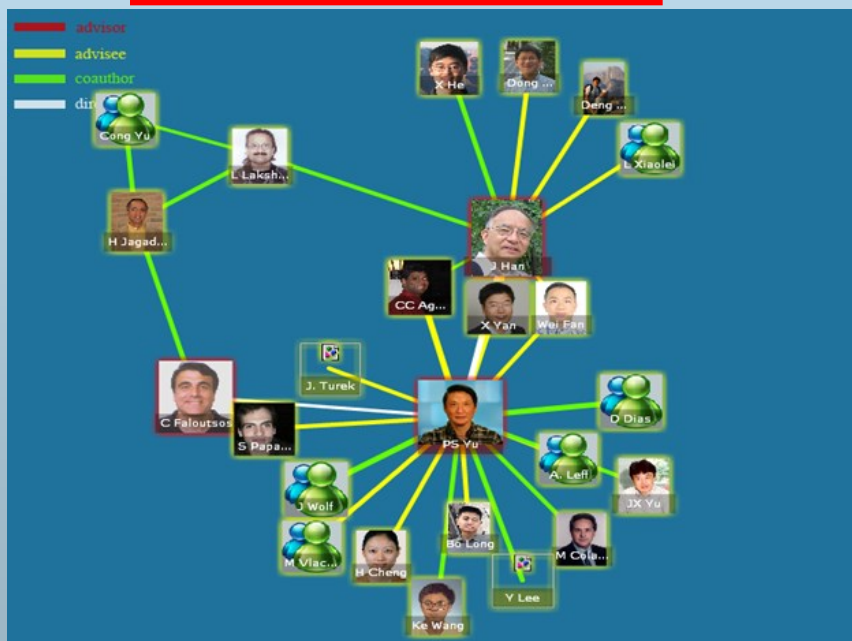 advisor
advisee
coauthor
X He
Dong ...
Deng ...
Cong Yu
L Xiaolei
L Laksh...
H Jagad...
J Han
CC Ag...
X Yan
Wei Fan
J. Turek
C Faloutsos
S Papa...
PS Yu
D Dias
A. Leff
J Wolf
JX Yu
M Vlac...
H Cheng
Bo Long
M Cola...
Y Lee
Ke Wang